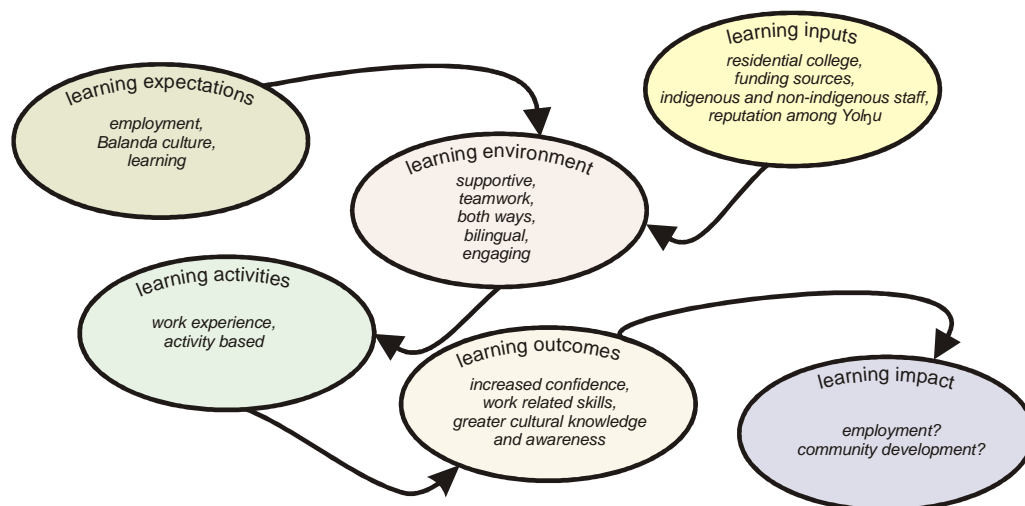 learning expectations
employment,
Balanda culture,
learning
learning inputs
residential college,
funding sources,
indigenous and non-indigenous staff,
reputation among Yolŋu
learning environment
supportive,
teamwork,
both ways,
bilingual,
engaging
learning activities
work experience,
activity based
learning outcomes
increased confidence,
work related skills,
greater cultural knowledge
and awareness
learning impact
employment?
community development?